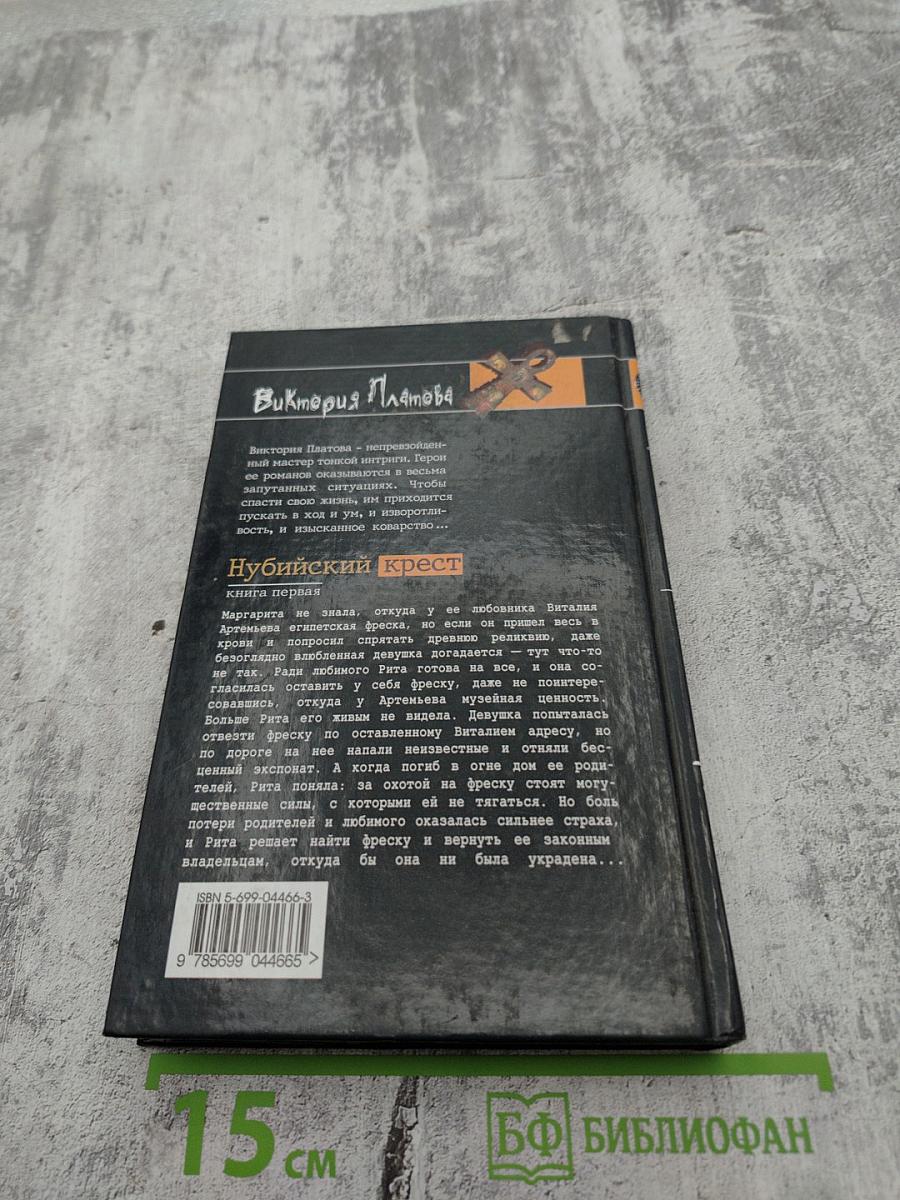 Виктория Платова
Виктория Платова – непревзойден-
ный мастер тонкой интриги. Герои
ее романов оказываются в весьма
запутанных ситуациях. Чтобы
спасти свою жизнь, им приходится
пускать в ход и ум, и изворотли-
вость, и изысканное коварство...
Нубийский крест
книга первая
Маргарита не знала, откуда у ее любовника Виталия
Артемьева египетская фреска, но если он пришел весь в
крови и попросил спрятать древнюю реликвию, даже
безоглядно влюбленная девушка догадается — тут что-то
не так. Ради любимого Рита готова на все, и она со-
гласилась оставить у себя фреску, даже не поинтере-
совавшись, откуда у Артемьева музейная ценность.
Больше Рита его живым не видела. Девушка попыталась
отвезти фреску по оставленному Виталием адресу, но
по дороге на нее напали неизвестные и отняли бес-
ценный экспонат. А когда погиб в огне дом ее роди-
телей, Рита поняла: за охотой на фреску стоят могу-
щественные силы, с которыми ей не тягаться. Но боль
потери родителей и любимого оказалась сильнее страха,
и Рита решает найти фреску и вернуть ее законным
владельцам, откуда бы она ни была украдена...
ISBN 5-699-04466-3
9 785699 044665 >
15 см
БФ БИБЛИОФАН